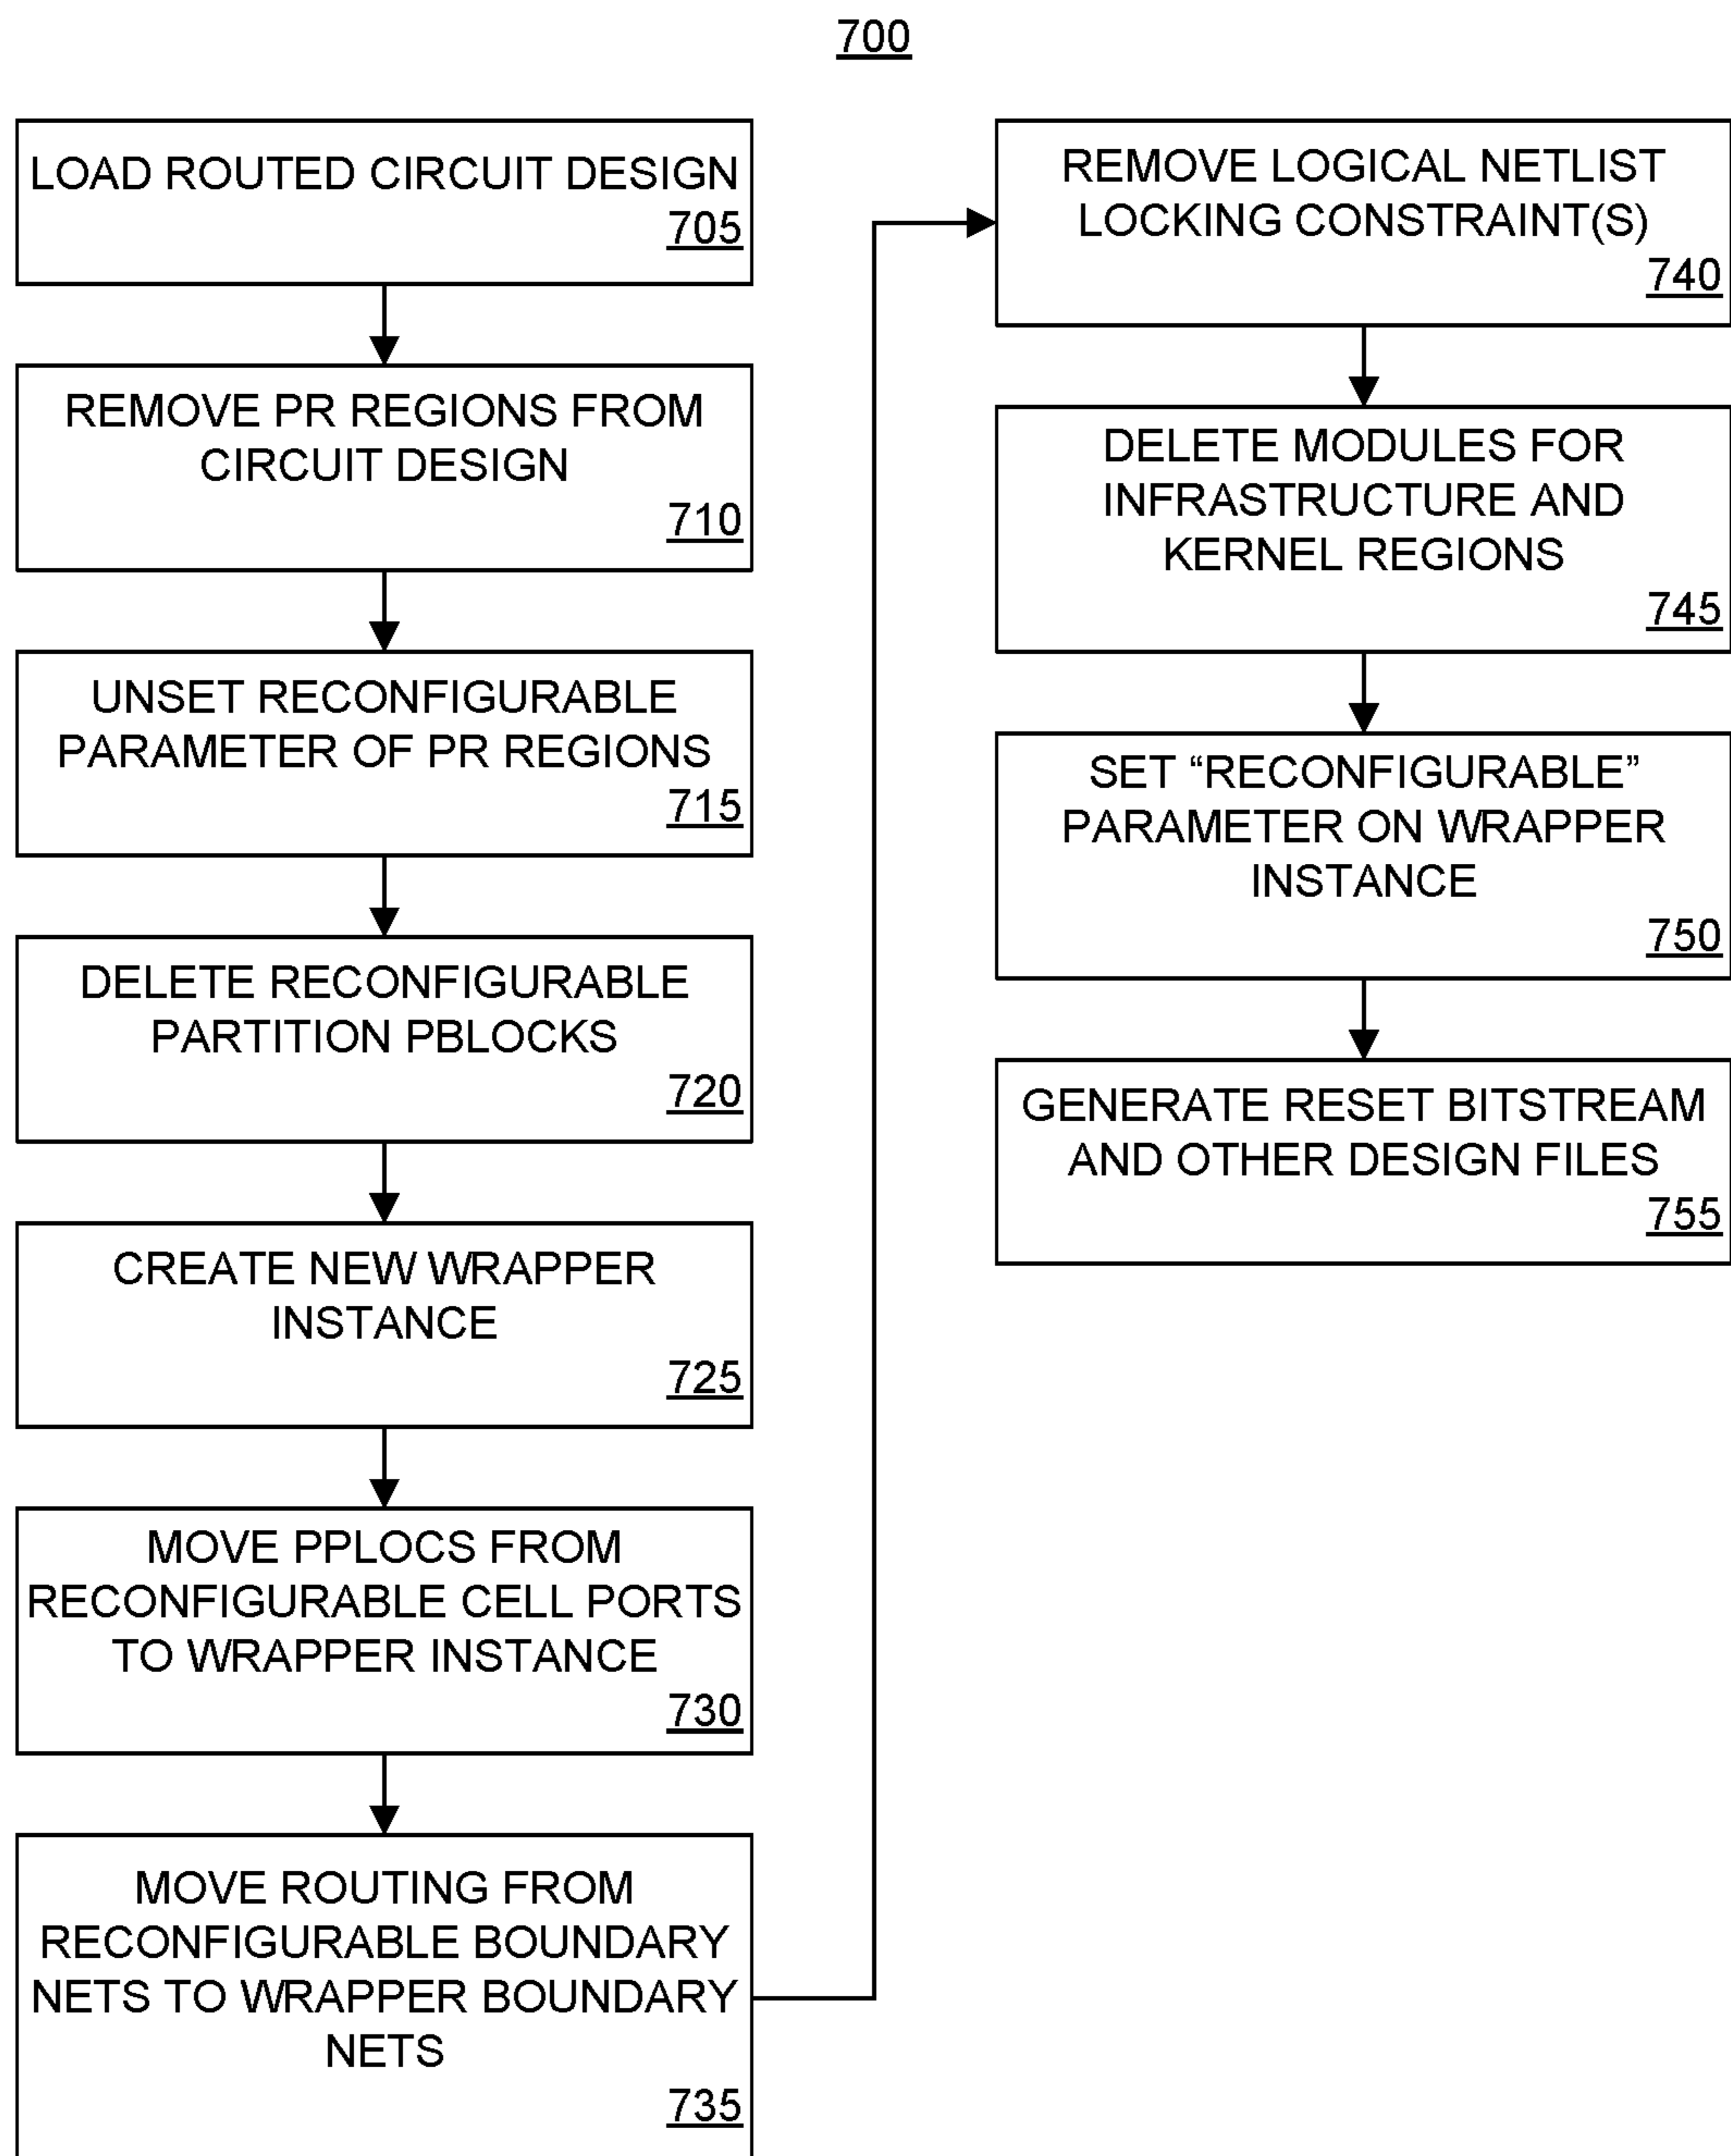 700
LOAD ROUTED CIRCUIT DESIGN
705
REMOVE PR REGIONS FROM
CIRCUIT DESIGN
710
UNSET RECONFIGURABLE
PARAMETER OF PR REGIONS
715
DELETE RECONFIGURABLE
PARTITION PBLOCKS
720
CREATE NEW WRAPPER
INSTANCE
725
MOVE PPLOCS FROM
RECONFIGURABLE CELL PORTS
TO WRAPPER INSTANCE
730
MOVE ROUTING FROM
RECONFIGURABLE BOUNDARY
NETS TO WRAPPER BOUNDARY
NETS
735
REMOVE LOGICAL NETLIST
LOCKING CONSTRAINT(S)
740
DELETE MODULES FOR
INFRASTRUCTURE AND
KERNEL REGIONS
745
SET “RECONFIGURABLE”
PARAMETER ON WRAPPER
INSTANCE
750
GENERATE RESET BITSTREAM
AND OTHER DESIGN FILES
755